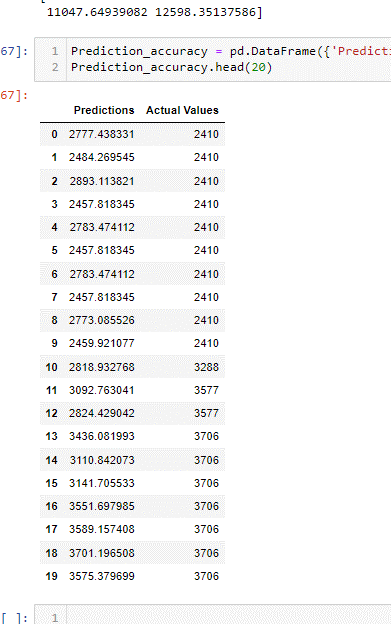 [
11047.64939082 12598.35137586]
67]: 1 Prediction_accuracy = pd.DataFrame({'Predicti
2 Prediction_accuracy.head(20)
67]:
Predictions Actual Values
0 2777.438331 2410
1 2484.269545 2410
2 2893.113821 2410
3 2457.818345 2410
4 2783.474112 2410
5 2457.818345 2410
6 2783.474112 2410
7 2457.818345 2410
8 2773.085526 2410
9 2459.921077 2410
10 2818.932768 3288
11 3092.763041 3577
12 2824.429042 3577
13 3436.081993 3706
14 3110.842073 3706
15 3141.705533 3706
16 3551.697985 3706
17 3589.157408 3706
18 3701.196508 3706
19 3575.379699 3706
[ ]: 1